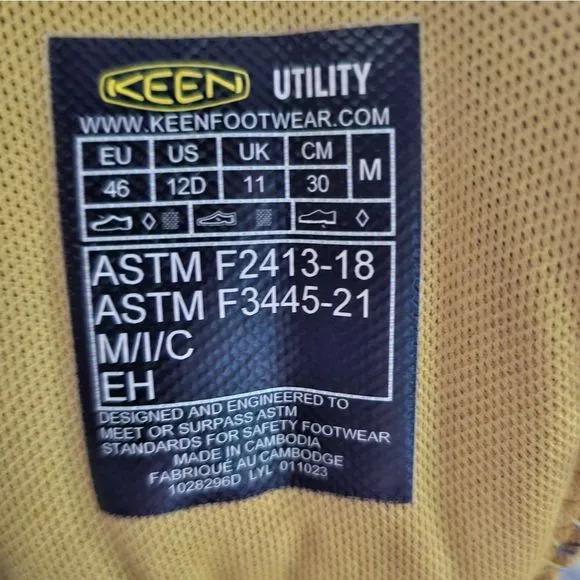 KEEN UTILITY
WWW.KEENFOOTWEAR.COM
EU US UK CM M
46 12D 11 30
ASTM F2413-18
ASTM F3445-21
M/I/C
EH
DESIGNED AND ENGINEERED TO
MEET OR SURPASS ASTM
STANDARDS FOR SAFETY FOOTWEAR
MADE IN CAMBODIA
FABRIQUÉ AU CAMBODGE
1028296D LYL 011023